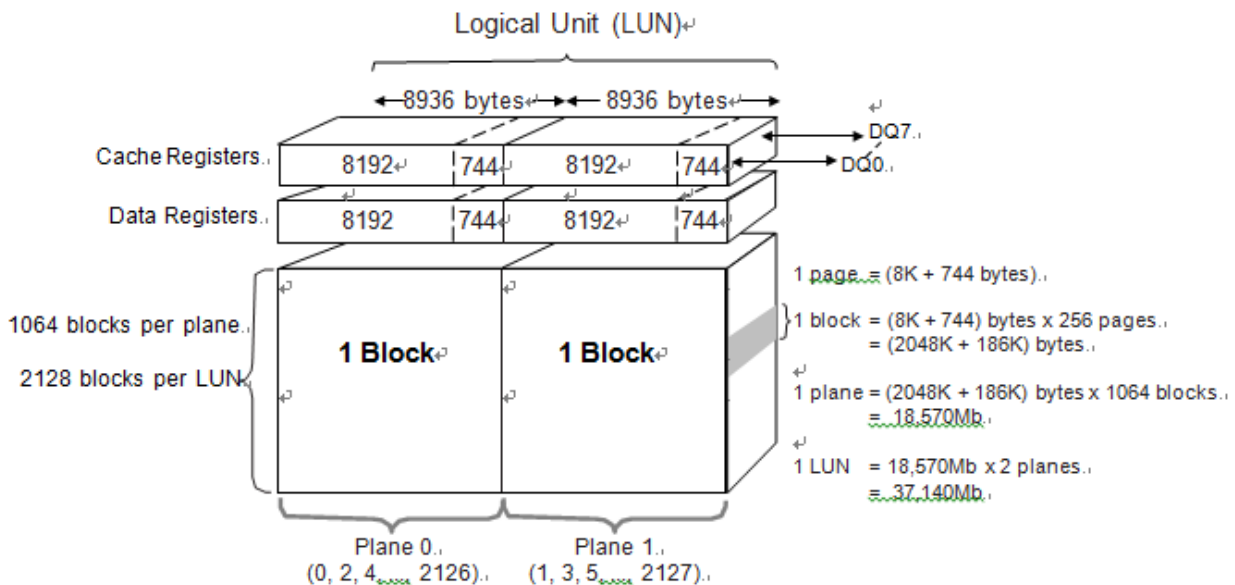 Logical Unit (LUN)↵
8936 bytes↵ 8936 bytes↵
↵
DQ7.↓
Cache Registers.↓ 8192↵ 744↵ 8192↵ 744↵ DQ0.↓
Data Registers.↓ 8192 744↵ 8192↵ 744↵
1 page = (8K + 744 bytes).↓
1064 blocks per plane.↓
2128 blocks per LUN
1 Block↵ 1 Block↵
1 block = (8K + 744) bytes x 256 pages.↓
= (2048K + 186K) bytes.↓
↵
1 plane = (2048K + 186K) bytes x 1064 blocks.↓
= 18,570Mb.↓
↵
1 LUN = 18,570Mb x 2 planes.↓
= 37,140Mb.↓
Plane 0.↓
(0, 2, 4, ..., 2126).↓
Plane 1.↓
(1, 3, 5, ..., 2127).↓